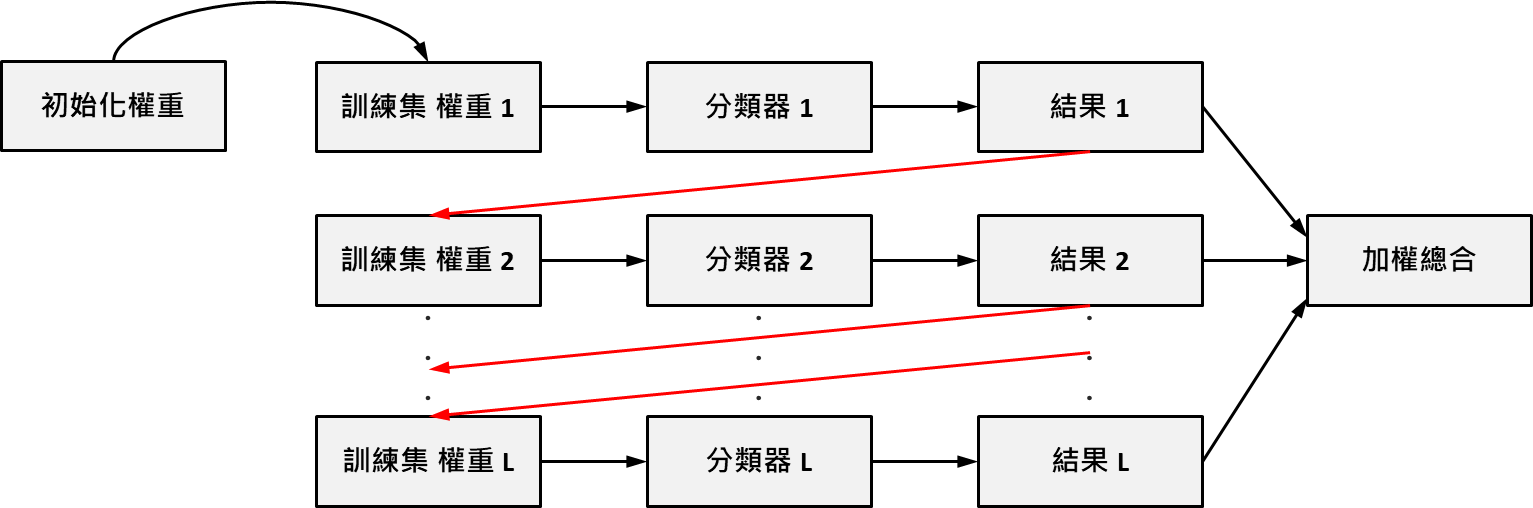 初始化權重
訓練集 權重 1
分類器 1
結果 1
訓練集 權重 2
分類器 2
結果 2
加權總合
訓練集 權重 L
分類器 L
結果 L